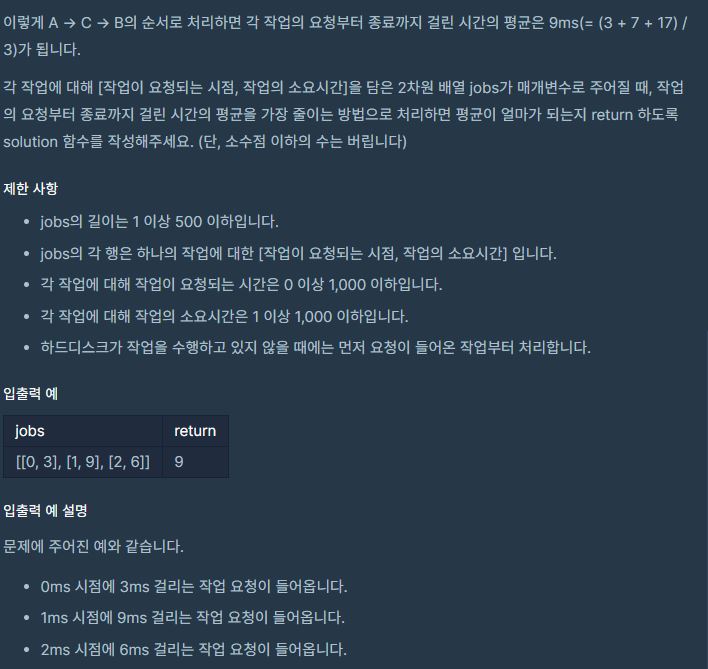 이렇게 A → C → B의 순서로 처리하면 각 작업의 요청부터 종료까지 걸린 시간의 평균은 9ms(= (3 + 7 + 17) /
3)가 됩니다.
각 작업에 대해 [작업이 요청되는 시점, 작업의 소요시간]을 담은 2차원 배열 jobs가 매개변수로 주어질 때, 작업
의 요청부터 종료까지 걸린 시간의 평균을 가장 줄이는 방법으로 처리하면 평균이 얼마가 되는지 return 하도록
solution 함수를 작성해주세요. (단, 소수점 이하의 수는 버립니다)
제한 사항
• jobs의 길이는 1 이상 500 이하입니다.
• jobs의 각 행은 하나의 작업에 대한 [작업이 요청되는 시점, 작업의 소요시간] 입니다.
• 각 작업에 대해 작업이 요청되는 시간은 0 이상 1,000 이하입니다.
• 각 작업에 대해 작업의 소요시간은 1 이상 1,000 이하입니다.
• 하드디스크가 작업을 수행하고 있지 않을 때에는 먼저 요청이 들어온 작업부터 처리합니다.
입출력 예
jobs return
[[0, 3], [1, 9], [2, 6]] 9
입출력 예 설명
문제에 주어진 예와 같습니다.
• 0ms 시점에 3ms 걸리는 작업 요청이 들어옵니다.
• 1ms 시점에 9ms 걸리는 작업 요청이 들어옵니다.
• 2ms 시점에 6ms 걸리는 작업 요청이 들어옵니다.